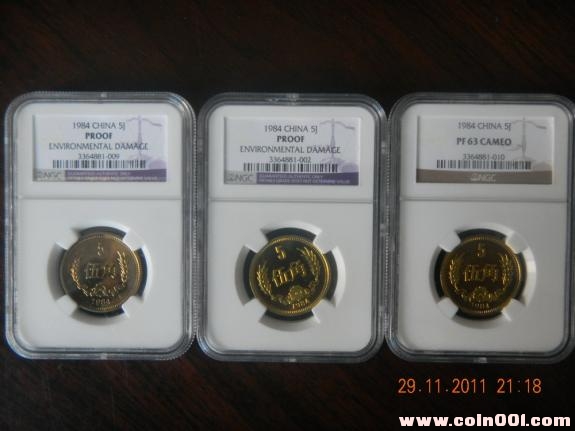 1984 CHINA 5J
PROOF
ENVIRONMENTAL DAMAGE
3364881-009
NGC
5
伍角
1984
1984 CHINA 5J
PROOF
ENVIRONMENTAL DAMAGE
3364881-002
NGC
5
伍角
1984
1984 CHINA 5J
PF 63 CAMEO
3364881-010
NGC
5
伍角
1984
29.11.2011 21:18
www.coin001.com